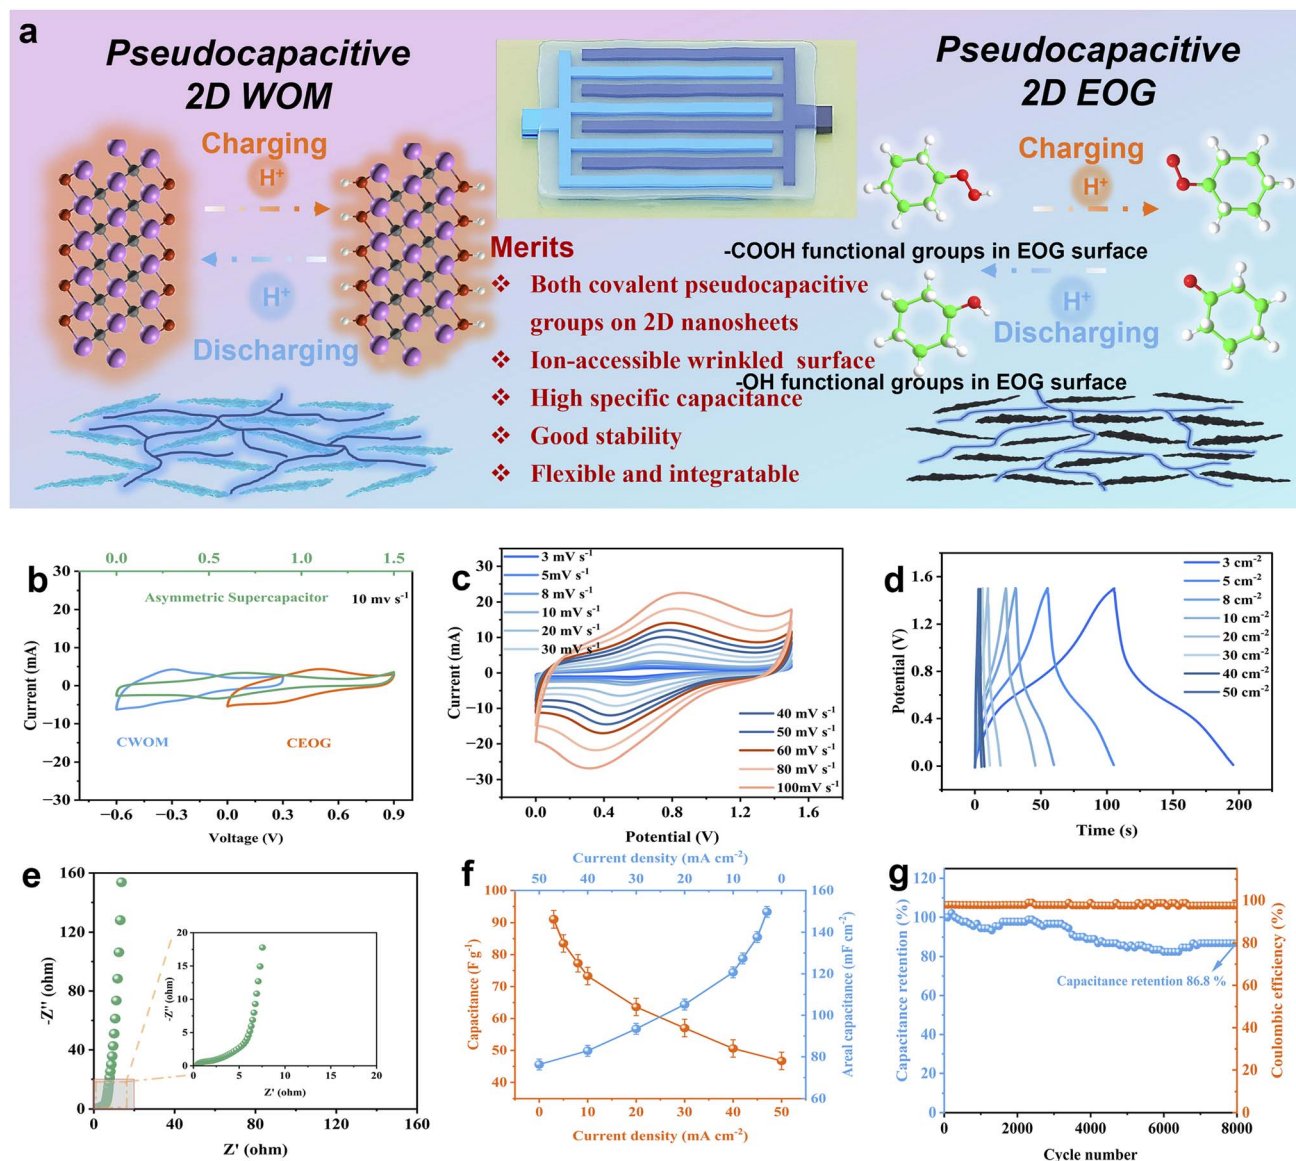 a
Pseudocapacitive
2D WOM
Charging
H⁺
H⁺
Discharging
Merits
❖ Both covalent pseudocapacitive
groups on 2D nanosheets
❖ Ion-accessible wrinkled surface
❖ High specific capacitance
❖ Good stability
❖ Flexible and integratable
Pseudocapacitive
2D EOG
Charging
H⁺
-COOH functional groups in EOG surface
H⁺
Discharging
-OH functional groups in EOG surface
b
0.0 0.5 1.0 1.5
Asymmetric Supercapacitor
10 mv s⁻¹
30
20
10
0
−10
−20
−30
Current (mA)
CWOM
CEOG
−0.6 −0.3 0.0 0.3 0.6 0.9
Voltage (V)
c
3 mV s⁻¹
5mV s⁻¹
8 mV s⁻¹
10 mV s⁻¹
20 mV s⁻¹
30 mV s⁻¹
40 mV s⁻¹
50 mV s⁻¹
60 mV s⁻¹
80 mV s⁻¹
100mV s⁻¹
30
20
10
0
−10
−20
−30
Current (mA)
0.0 0.4 0.8 1.2 1.6
Potential (V)
d
3 cm⁻²
5 cm⁻²
8 cm⁻²
10 cm⁻²
20 cm⁻²
30 cm⁻²
40 cm⁻²
50 cm⁻²
1.6
1.2
0.8
0.4
0.0
Potential (V)
0 50 100 150 200
Time (s)
e
160
120
80
40
0
-Z'' (ohm)
0 40 80 120 160
Z' (ohm)
20
15
10
5
0
-Z'' (ohm)
0 5 10 15 20
Z' (ohm)
f
Current density (mA cm⁻²)
50 40 30 20 10 0
100
90
80
70
60
50
40
Capacitance (F g⁻¹)
160
140
120
100
80
60
Areal capacitance (mF cm⁻²)
0 10 20 30 40 50
Current density (mA cm⁻²)
g
120
100
80
60
40
20
0
Capacitance retention (%)
Capacitance retention 86.8 %
100
80
60
40
20
0
Coulombic efficiency (%)
0 2000 4000 6000 8000
Cycle number